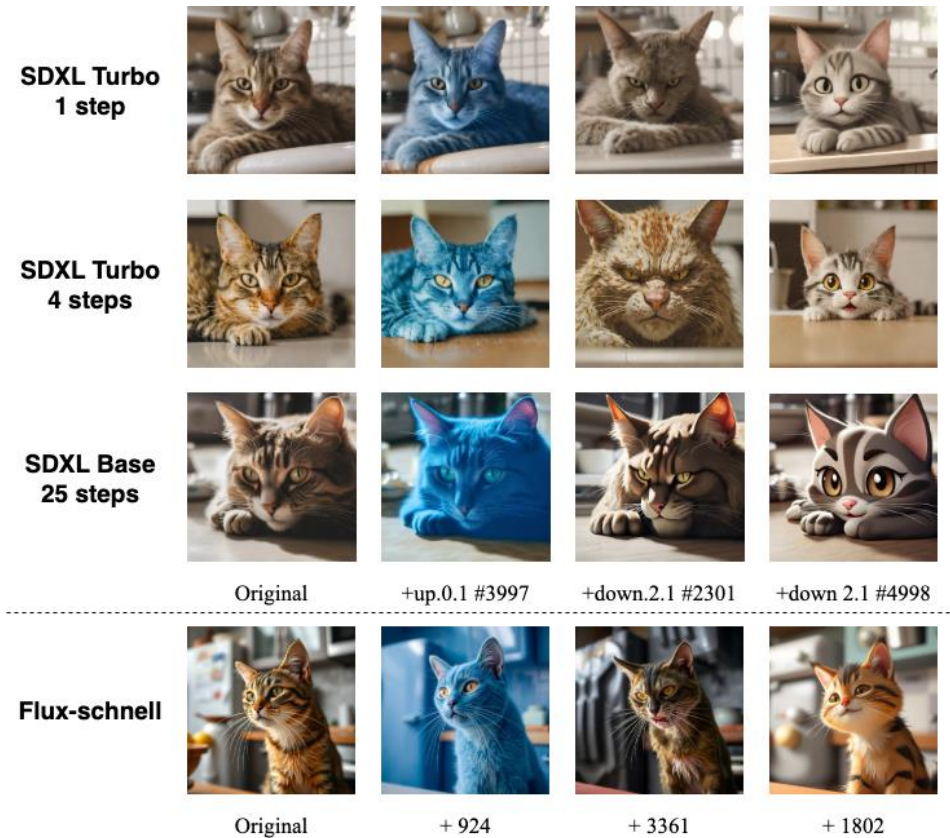 SDXL Turbo
1 step
SDXL Turbo
4 steps
SDXL Base
25 steps
Original +up.0.1 #3997 +down.2.1 #2301 +down 2.1 #4998
Flux-schnell
Original + 924 + 3361 + 1802